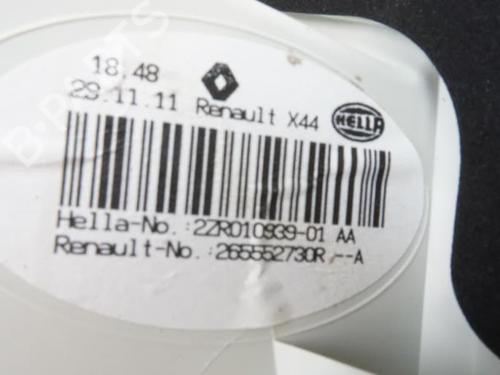 18.48
29.11.11 Renault X44
HELLA
Hella-No.:2ZR010939-01 AA
Renault-No.:265552730R.--A